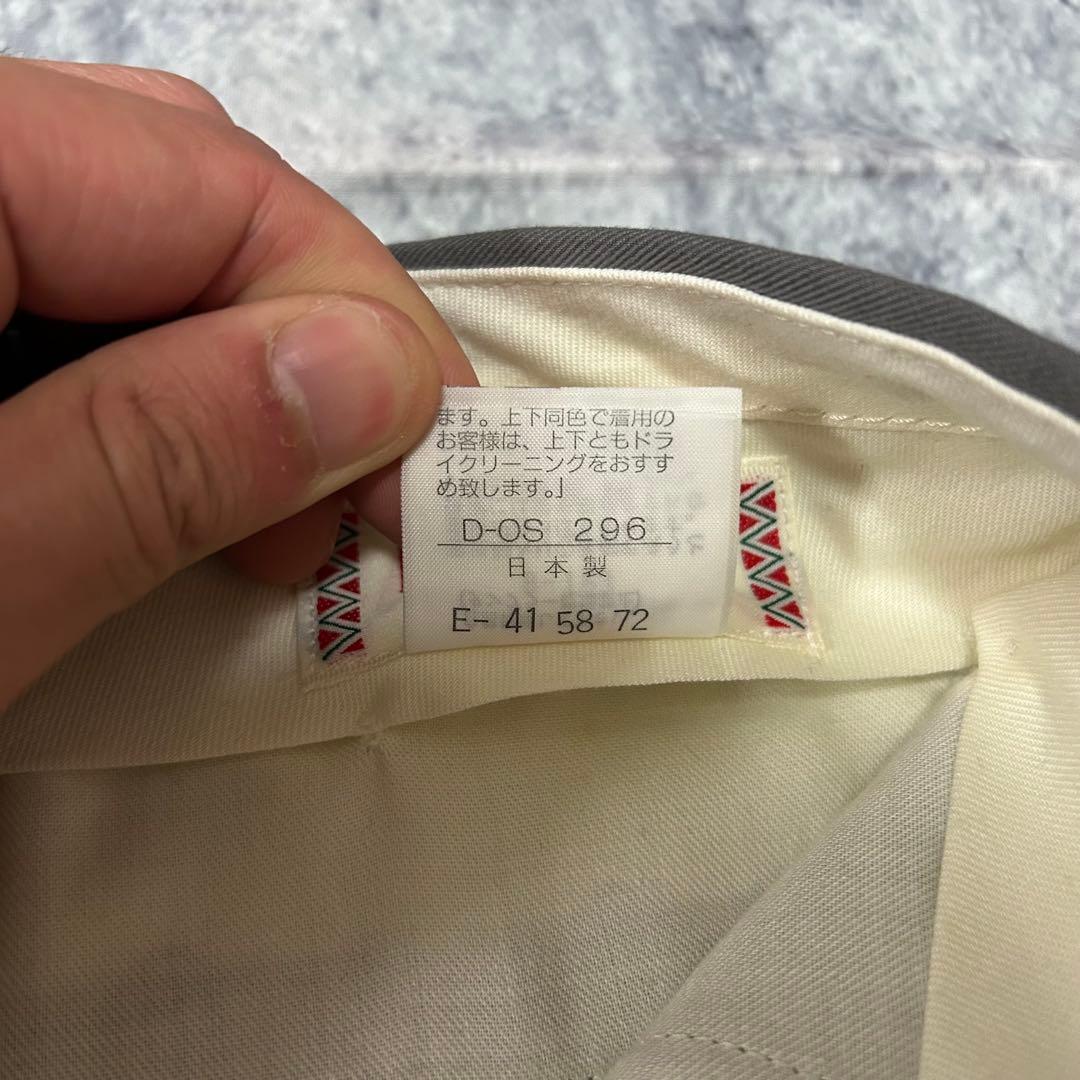 ます。上下同色で着用の
お客様は、上下ともドラ
イクリーニングをおすす
め致します。」
D-OS 296
日本製
E- 41 58 72